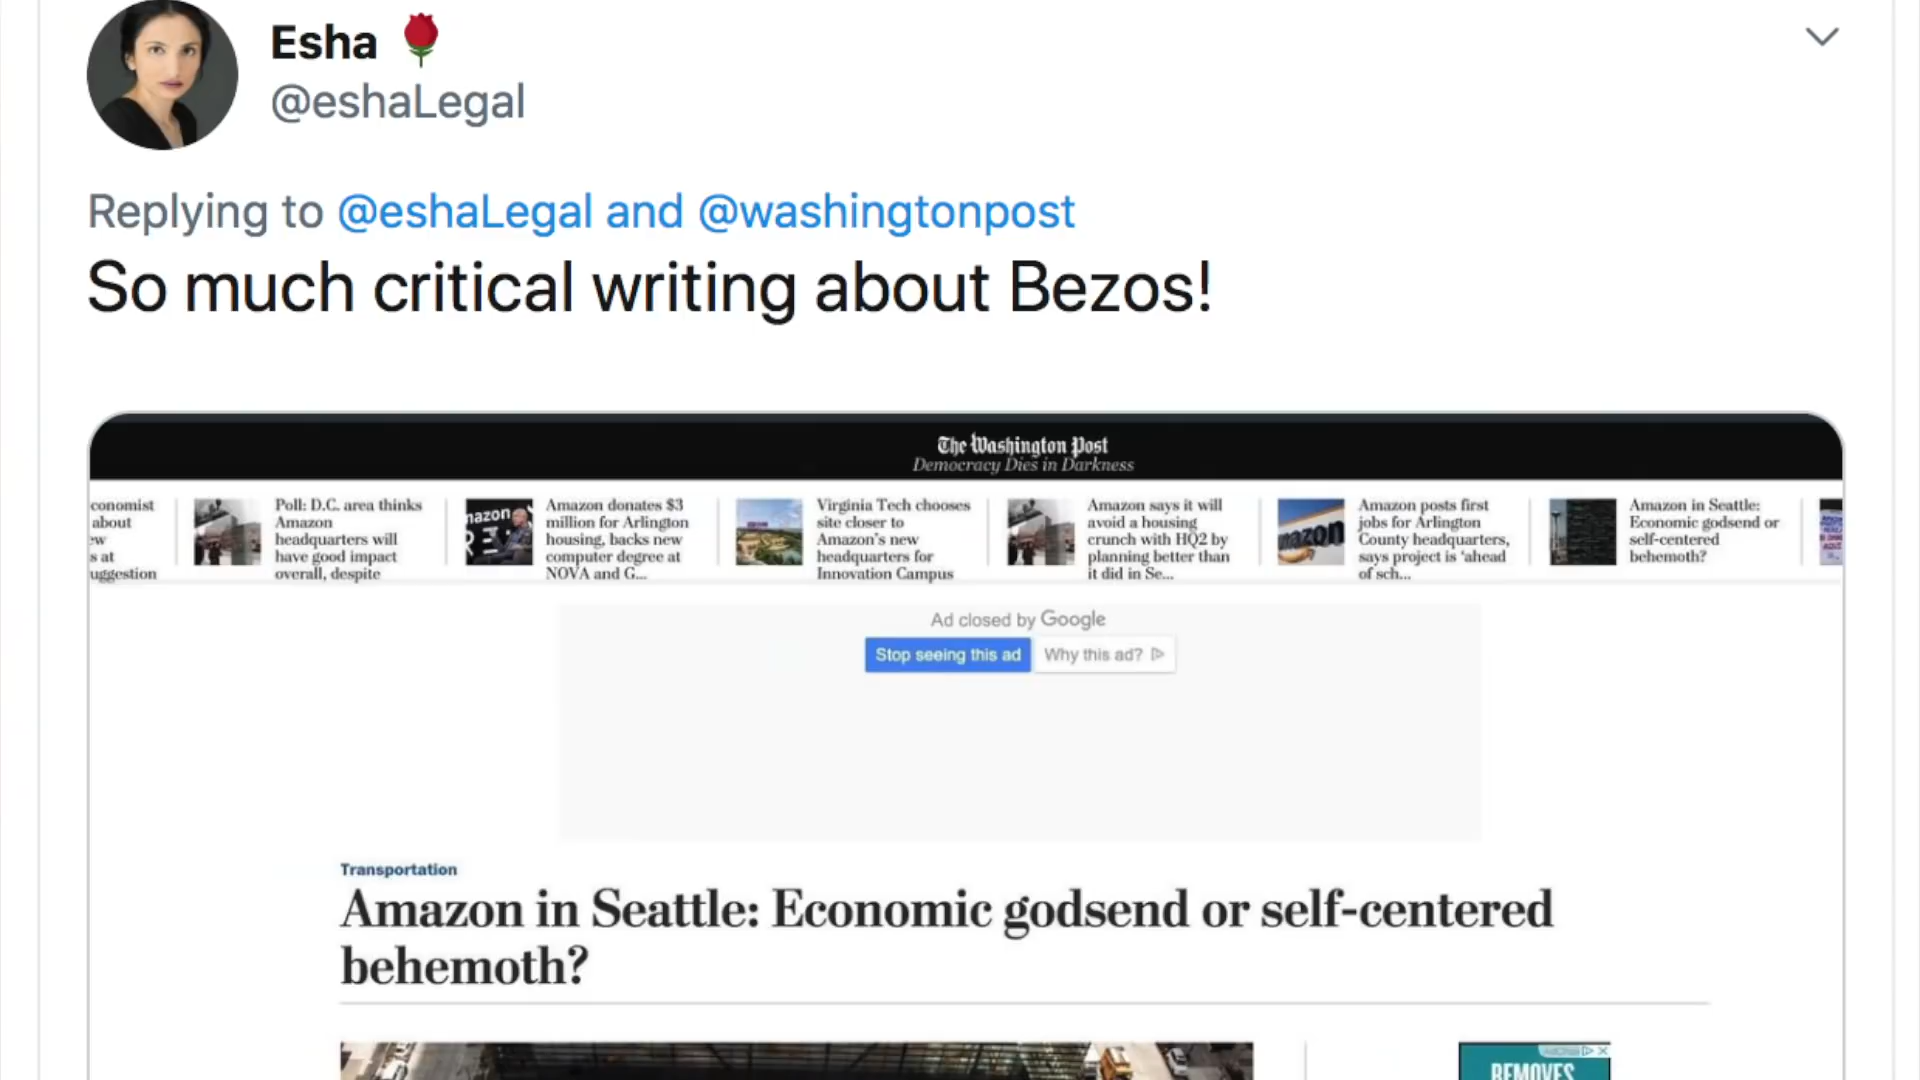 Esha
@eshaLegal
Replying to @eshaLegal and @washingtonpost
So much critical writing about Bezos!
The Washington Post
Democracy Dies in Darkness
conomist
about
ew
s at
uggestion
Poll: D.C. area thinks
Amazon
headquarters will
have good impact
overall, despite
mazon
Amazon donates $3
million for Arlington
housing, backs new
computer degree at
NOVA and G...
Virginia Tech chooses
site closer to
Amazon's new
headquarters for
Innovation Campus
Amazon says it will
avoid a housing
crunch with HQ2 by
planning better than
it did in Se...
mazon
Amazon posts first
jobs for Arlington
County headquarters,
says project is 'ahead
of sch...
Amazon in Seattle:
Economic godsend or
self-centered
behemoth?
Ad closed by Google
Stop seeing this ad
Why this ad?
Transportation
Amazon in Seattle: Economic godsend or self-centered
behemoth?
REMOVES